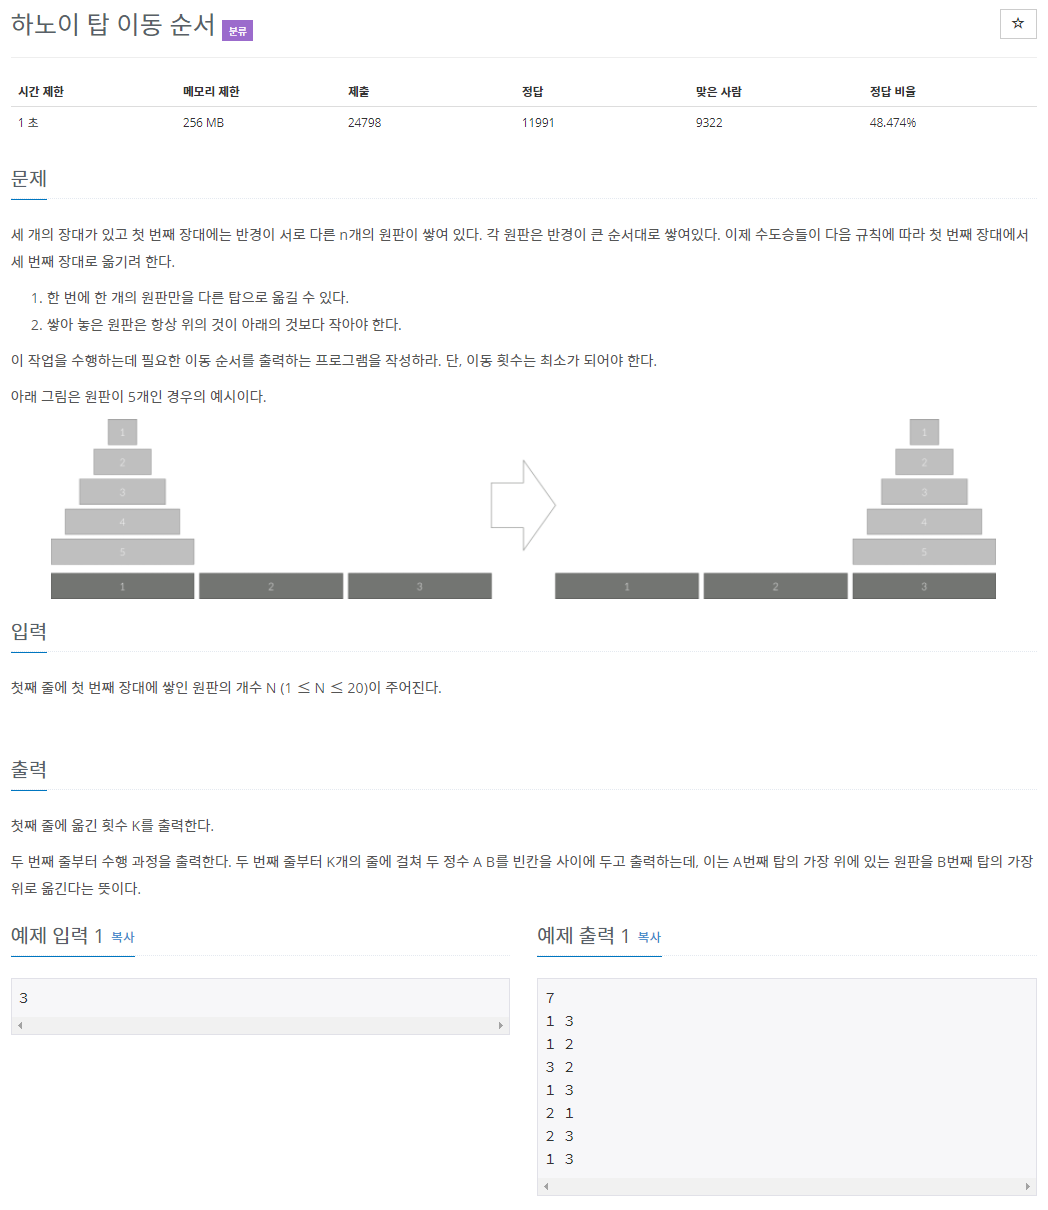 하노이 탑 이동 순서 분류
☆
시간 제한 메모리 제한 제출 정답 맞은 사람 정답 비율
1 초 256 MB 24798 11991 9322 48.474%
문제
세 개의 장대가 있고 첫 번째 장대에는 반경이 서로 다른 n개의 원판이 쌓여 있다. 각 원판은 반경이 큰 순서대로 쌓여있다. 이제 수도승들이 다음 규칙에 따라 첫 번째 장대에서
세 번째 장대로 옮기려 한다.
1. 한 번에 한 개의 원판만을 다른 탑으로 옮길 수 있다.
2. 쌓아 놓은 원판은 항상 위의 것이 아래의 것보다 작아야 한다.
이 작업을 수행하는데 필요한 이동 순서를 출력하는 프로그램을 작성하라. 단, 이동 횟수는 최소가 되어야 한다.
아래 그림은 원판이 5개인 경우의 예시이다.
1 1
2 2
3 3
4 4
5 5
1 2 3 1 2 3
입력
첫째 줄에 첫 번째 장대에 쌓인 원판의 개수 N (1 ≤ N ≤ 20)이 주어진다.
출력
첫째 줄에 옮긴 횟수 K를 출력한다.
두 번째 줄부터 수행 과정을 출력한다. 두 번째 줄부터 K개의 줄에 걸쳐 두 정수 A B를 빈칸을 사이에 두고 출력하는데, 이는 A번째 탑의 가장 위에 있는 원판을 B번째 탑의 가장
위로 옮긴다는 뜻이다.
예제 입력 1 복사
3
예제 출력 1 복사
7
1 3
1 2
3 2
1 3
2 1
2 3
1 3